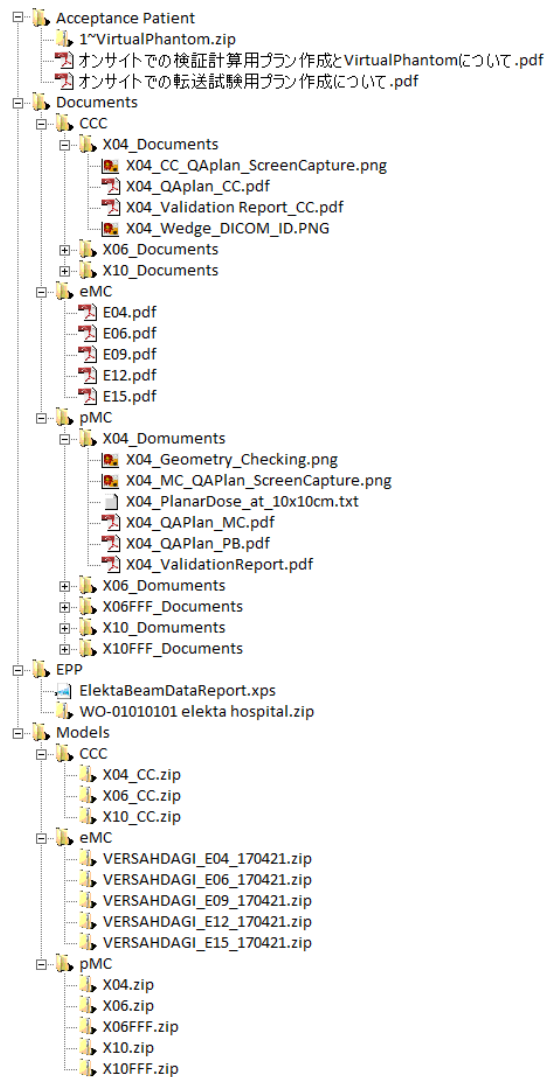 Acceptance Patient
1~VirtualPhantom.zip
オンサイトでの検証計算用プラン作成とVirtualPhantomについて.pdf
オンサイトでの転送試験用プラン作成について.pdf
Documents
CCC
X04_Documents
X04_CC_QAplan_ScreenCapture.png
X04_QAplan_CC.pdf
X04_Validation Report_CC.pdf
X04_Wedge_DICOM_ID.PNG
X06_Documents
X10_Documents
eMC
E04.pdf
E06.pdf
E09.pdf
E12.pdf
E15.pdf
pMC
X04_Domuments
X04_Geometry_Checking.png
X04_MC_QAPlan_ScreenCapture.png
X04_PlanarDose_at_10x10cm.txt
X04_QAPlan_MC.pdf
X04_QAPlan_PB.pdf
X04_ValidationReport.pdf
X06_Domuments
X06FFF_Documents
X10_Domuments
X10FFF_Documents
EPP
ElektaBeamDataReport.xps
WO-01010101 elekta hospital.zip
Models
CCC
X04_CC.zip
X06_CC.zip
X10_CC.zip
eMC
VERSAHDAGI_E04_170421.zip
VERSAHDAGI_E06_170421.zip
VERSAHDAGI_E09_170421.zip
VERSAHDAGI_E12_170421.zip
VERSAHDAGI_E15_170421.zip
pMC
X04.zip
X06.zip
X06FFF.zip
X10.zip
X10FFF.zip